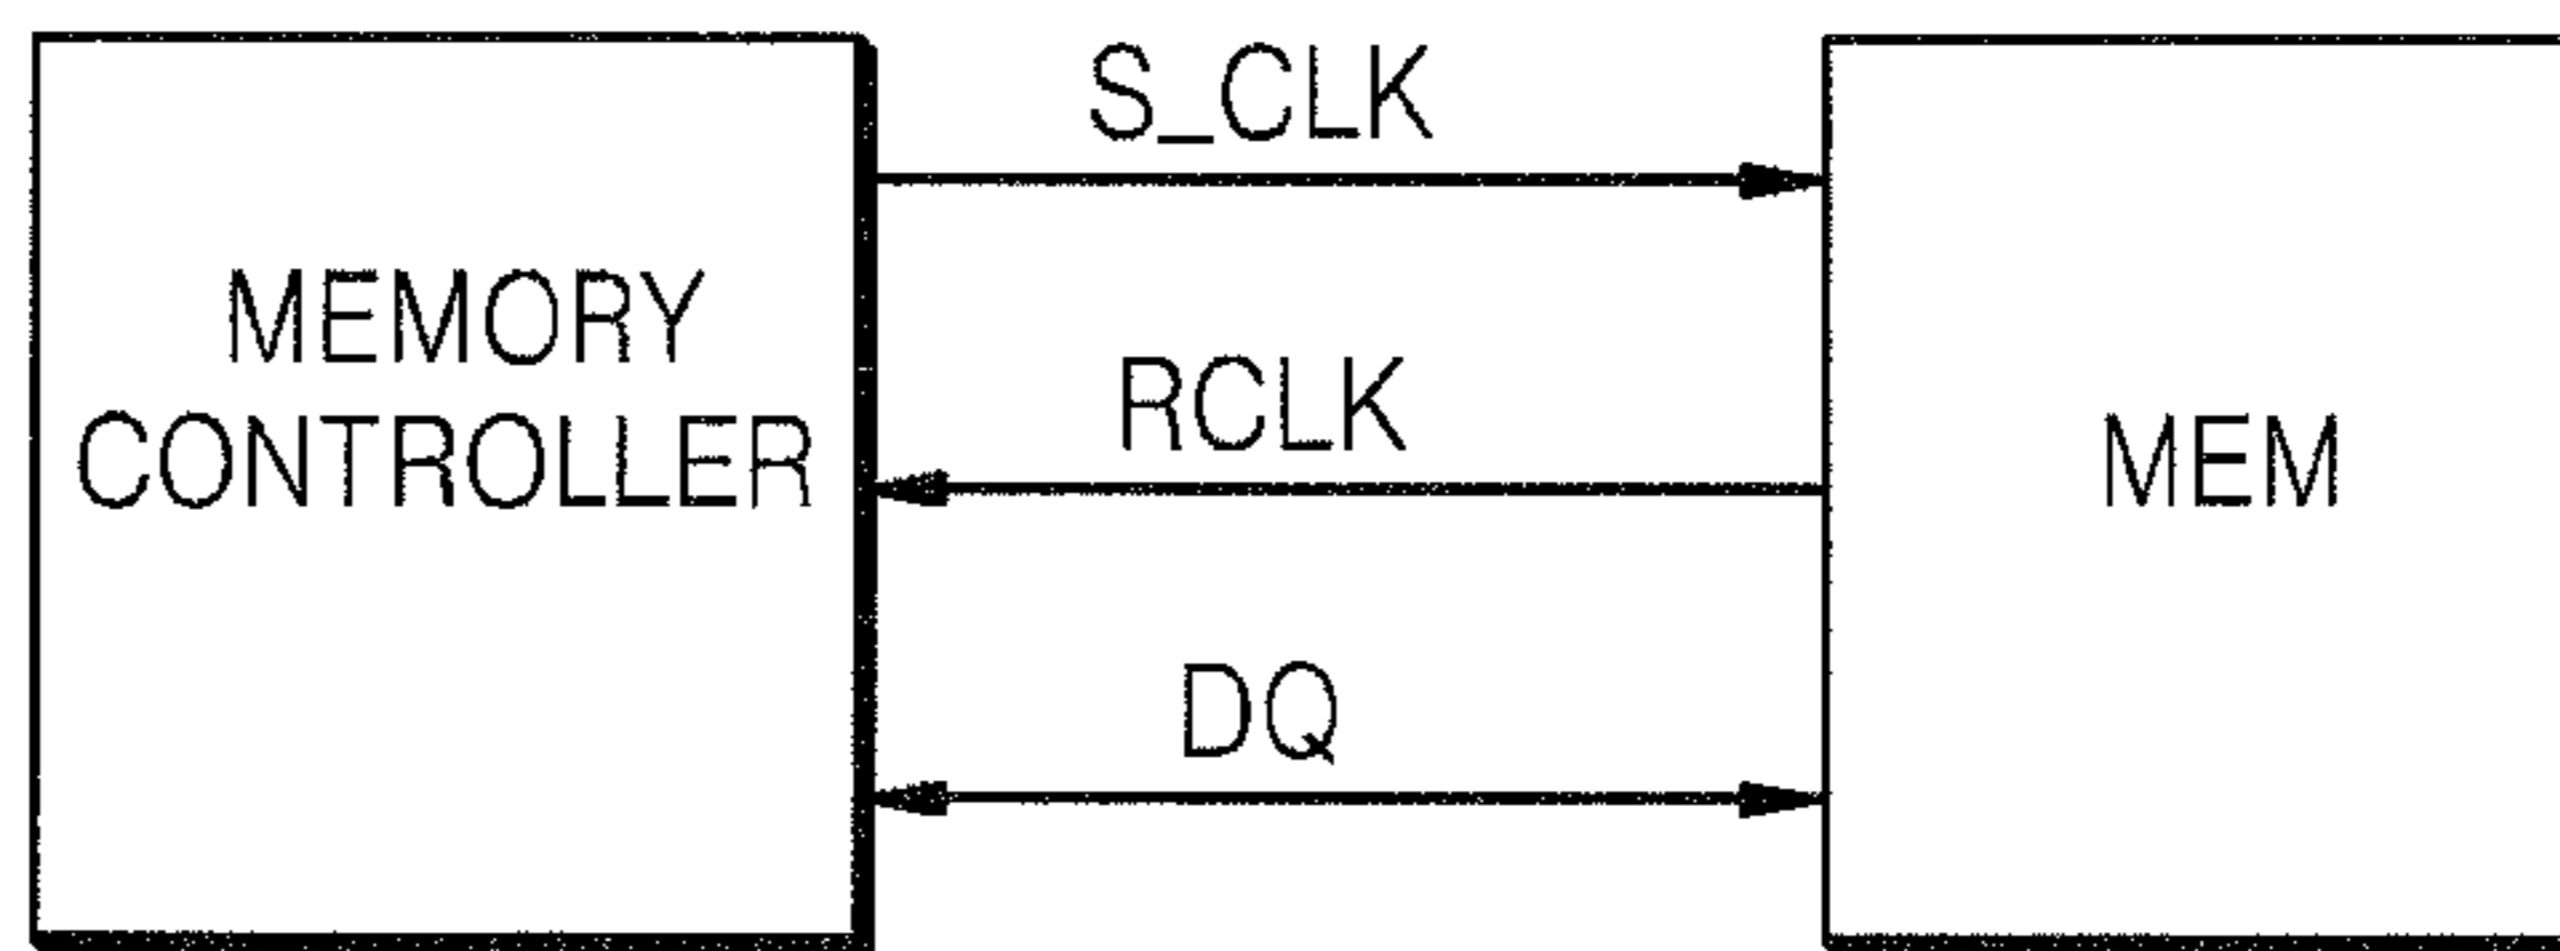 S_CLK
MEMORY
CONTROLLER
RCLK
MEM
DQ